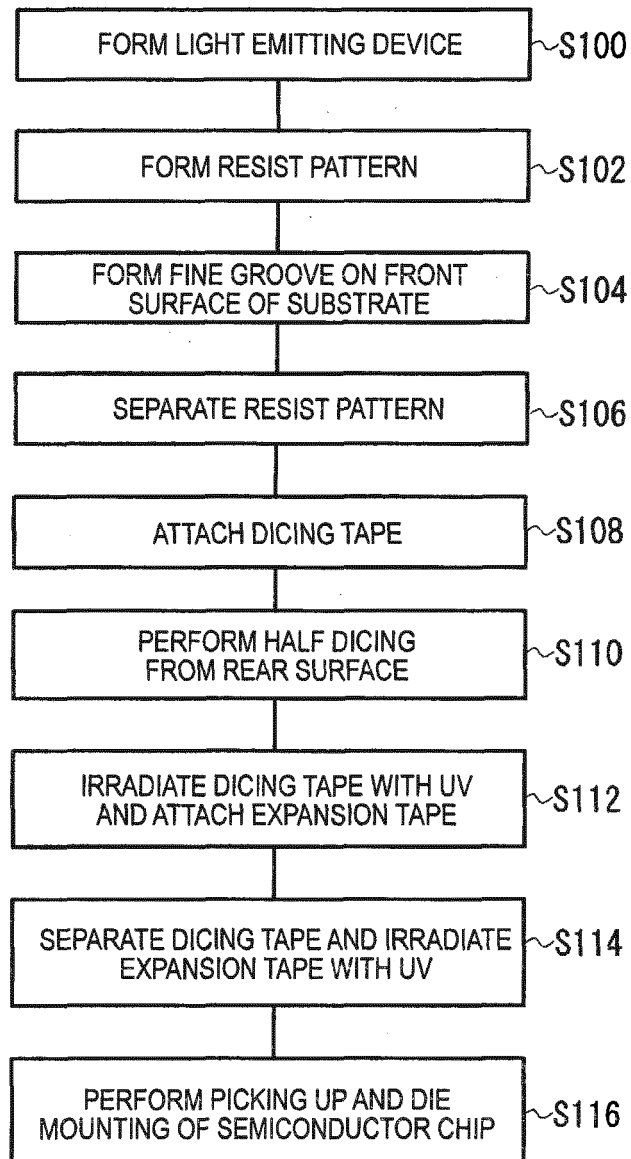 FORM LIGHT EMITTING DEVICE
S100
FORM RESIST PATTERN
S102
FORM FINE GROOVE ON FRONT
SURFACE OF SUBSTRATE
S104
SEPARATE RESIST PATTERN
S106
ATTACH DICING TAPE
S108
PERFORM HALF DICING
FROM REAR SURFACE
S110
IRRADIATE DICING TAPE WITH UV
AND ATTACH EXPANSION TAPE
S112
SEPARATE DICING TAPE AND IRRADIATE
EXPANSION TAPE WITH UV
S114
PERFORM PICKING UP AND DIE
MOUNTING OF SEMICONDUCTOR CHIP
S116